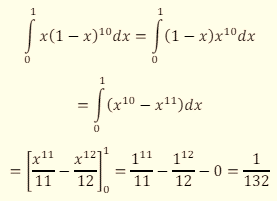 ∫₀¹ x(1 − x)¹⁰dx = ∫₀¹ (1 − x)x¹⁰dx
= ∫₀¹ (x¹⁰ − x¹¹)dx
= [x¹¹/11 − x¹²/12]₀¹ = 1¹¹/11 − 1¹²/12 − 0 = 1/132